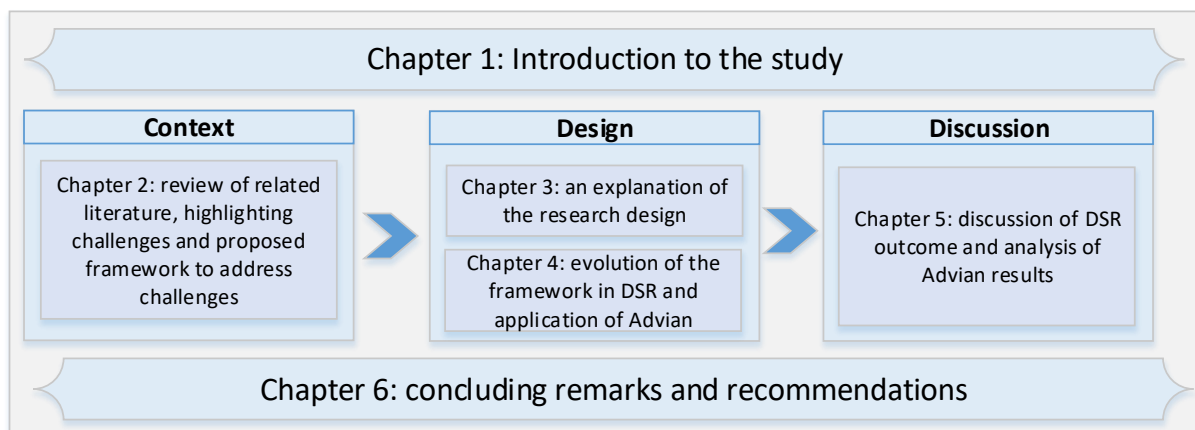 Chapter 1: Introduction to the study
Context
Chapter 2: review of related
literature, highlighting
challenges and proposed
framework to address
challenges
Design
Chapter 3: an explanation of
the research design
Chapter 4: evolution of the
framework in DSR and
application of Advian
Discussion
Chapter 5: discussion of DSR
outcome and analysis of
Advian results
Chapter 6: concluding remarks and recommendations